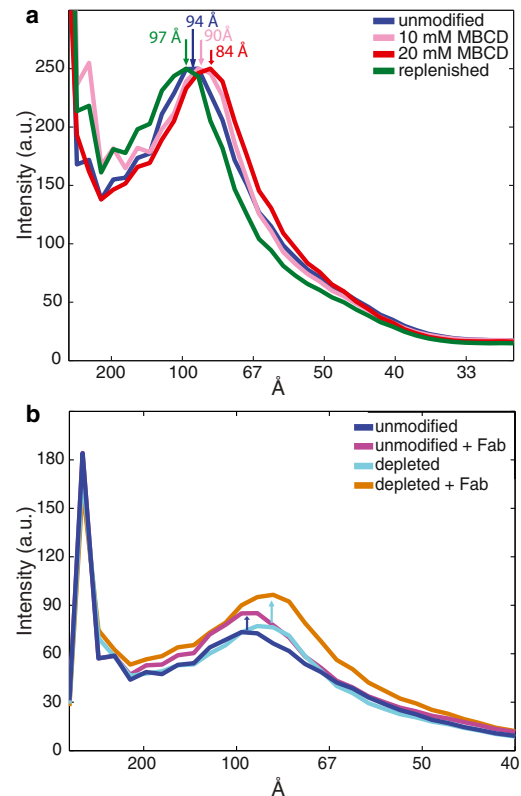 a
97 Å
94 Å
90Å
84 Å
unmodified
10 mM MBCD
20 mM MBCD
replenished
Intensity (a.u.)
250
200
150
100
50
0
200
100
67
50
40
33
Å
b
unmodified
unmodified + Fab
depleted
depleted + Fab
Intensity (a.u.)
180
150
120
90
60
30
0
200
100
67
50
40
Å